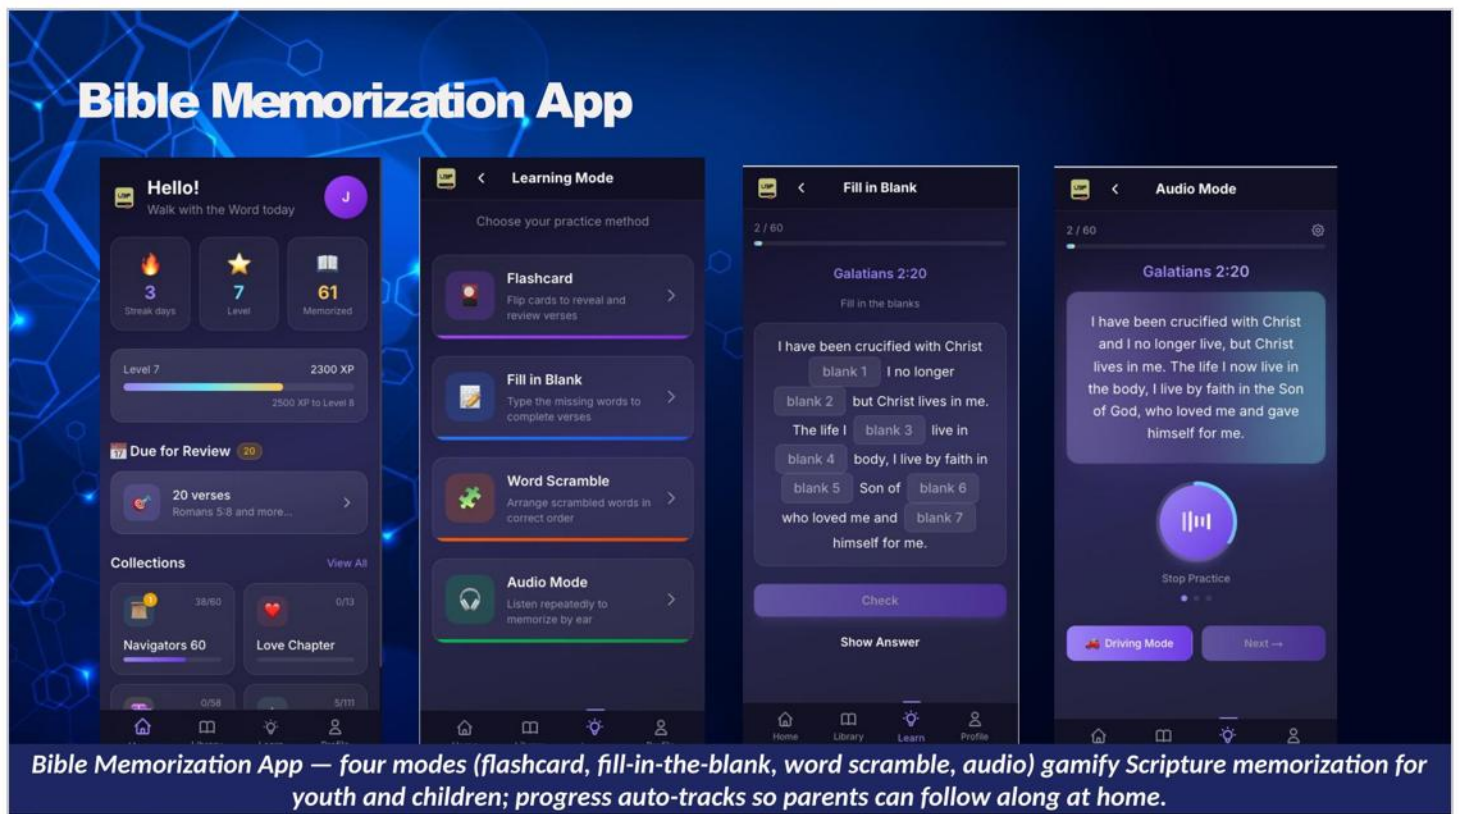 Bible Memorization App
Hello!
Walk with the Word today
J
3
Streak days
7
Level
61
Memorized
Level 7
2300 XP
2500 XP to Level 8
17 Due for Review 20
20 verses
Romans 5:8 and more...
Collections
View All
1
38/60
Navigators 60
0/13
Love Chapter
0/58
5/111
Learning Mode
Choose your practice method
Flashcard
Flip cards to reveal and
review verses
Fill in Blank
Type the missing words to
complete verses
Word Scramble
Arrange scrambled words in
correct order
Audio Mode
Listen repeatedly to
memorize by ear
Fill in Blank
2 / 60
Galatians 2:20
Fill in the blanks
I have been crucified with Christ
blank 1 I no longer
blank 2 but Christ lives in me.
The life I blank 3 live in
blank 4 body, I live by faith in
blank 5 Son of blank 6
who loved me and blank 7
himself for me.
Check
Show Answer
Home
Library
Learn
Profile
Audio Mode
2 / 60
Galatians 2:20
I have been crucified with Christ
and I no longer live, but Christ
lives in me. The life I now live in
the body, I live by faith in the Son
of God, who loved me and gave
himself for me.
Stop Practice
Driving Mode
Next→
Bible Memorization App — four modes (flashcard, fill-in-the-blank, word scramble, audio) gamify Scripture memorization for
youth and children; progress auto-tracks so parents can follow along at home.